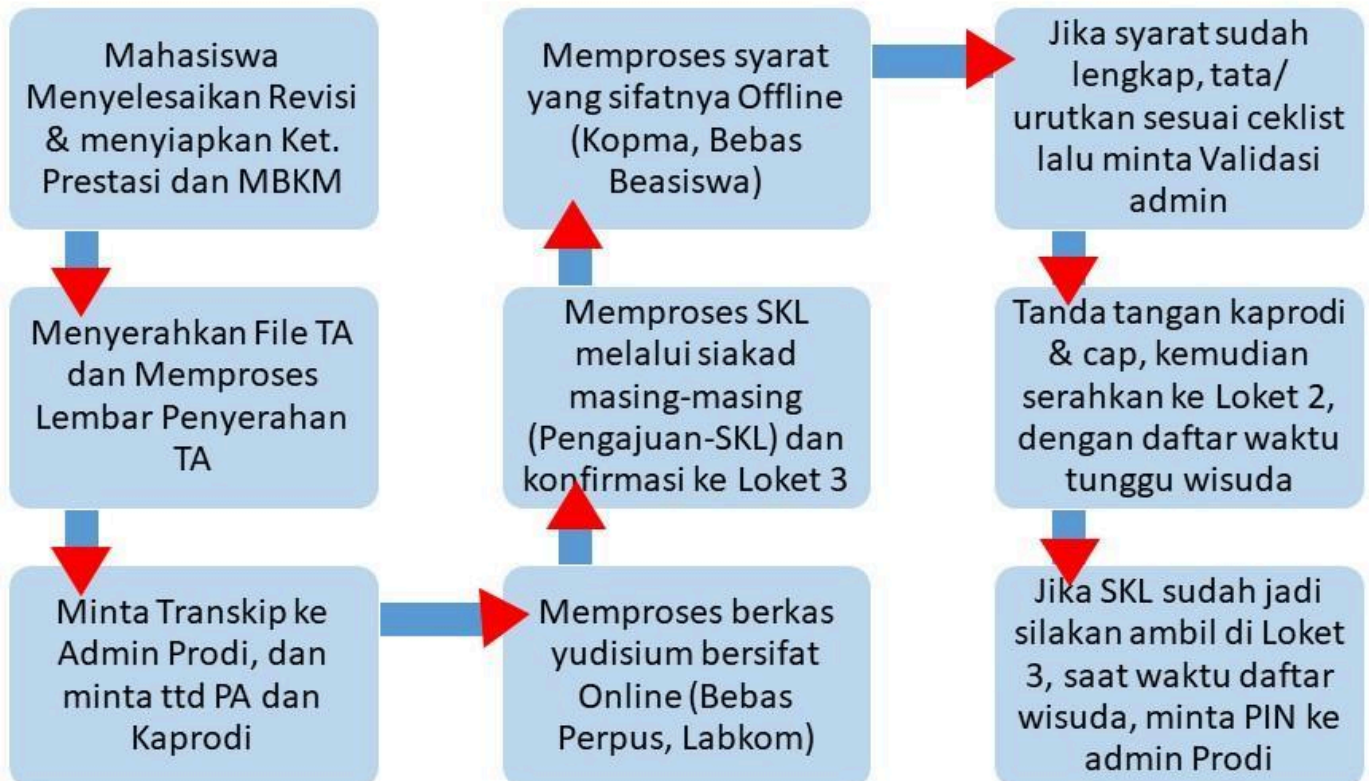 Mahasiswa
Menyelesaikan Revisi
& menyiapkan Ket.
Prestasi dan MBKM
Menyerahkan File TA
dan Memproses
Lembar Penyerahan
TA
Minta Transkip ke
Admin Prodi, dan
minta ttd PA dan
Kaprodi
Memproses berkas
yudisium bersifat
Online (Bebas
Perpus, Labkom)
Memproses SKL
melalui siakad
masing-masing
(Pengajuan-SKL) dan
konfirmasi ke Loket 3
Memproses syarat
yang sifatnya Offline
(Kopma, Bebas
Beasiswa)
Jika syarat sudah
lengkap, tata/
urutkan sesuai ceklist
lalu minta Validasi
admin
Tanda tangan kaprodi
& cap, kemudian
serahkan ke Loket 2,
dengan daftar waktu
tunggu wisuda
Jika SKL sudah jadi
silakan ambil di Loket
3, saat waktu daftar
wisuda, minta PIN ke
admin Prodi